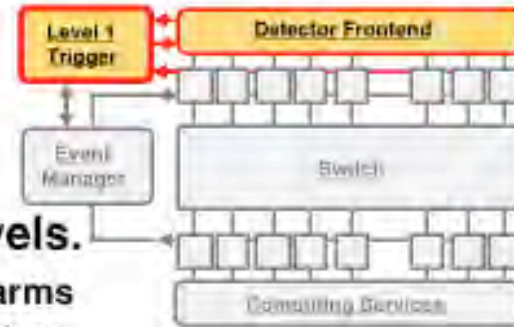 Level 1
Trigger
Detector Frontend
Event
Manager
Switch
vels.
arms
Computing Services